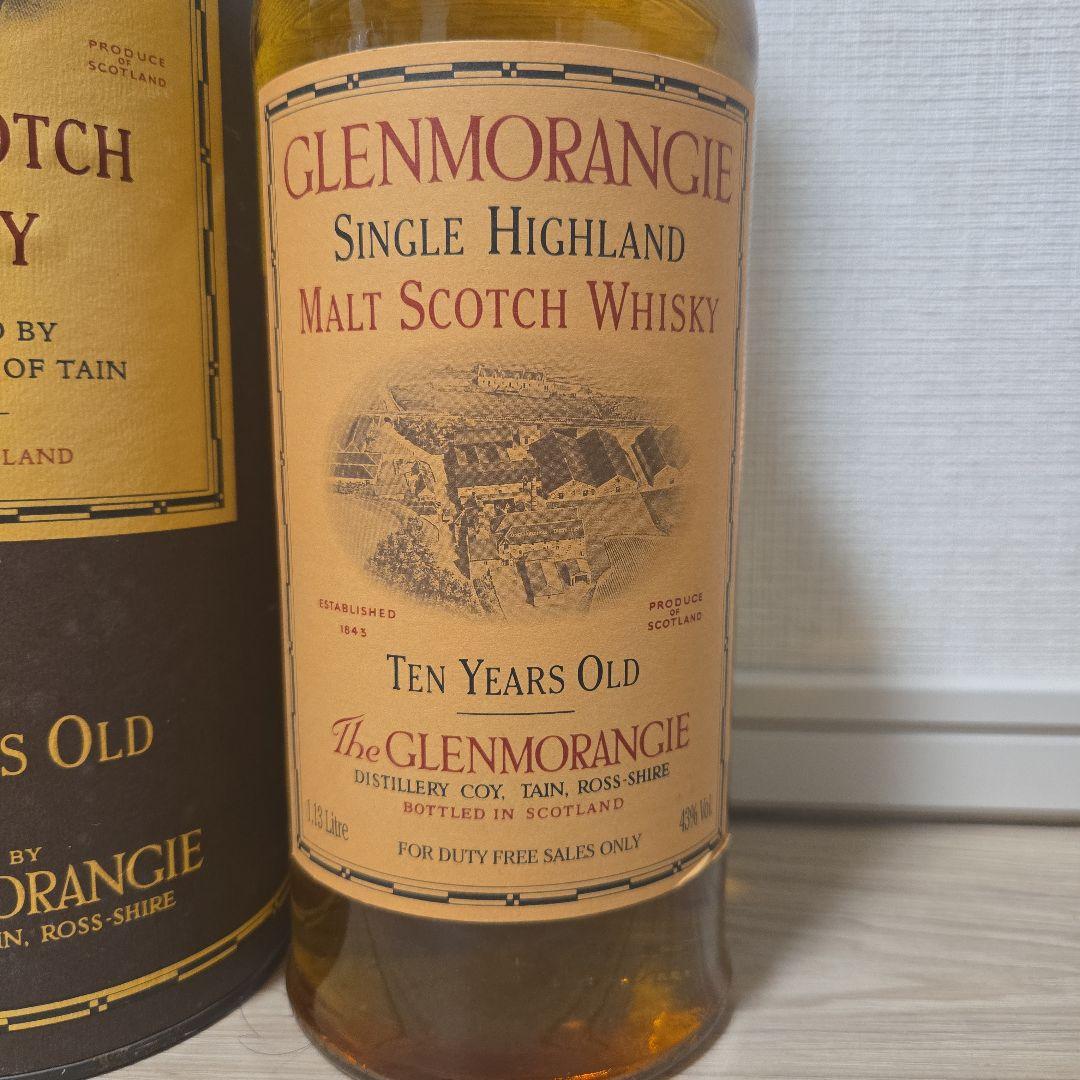 PRODUCE
OF
SCOTLAND
OTCH
Y
BY
OF TAIN
LAND
S OLD
BY
ORANGIE
IN, ROSS-SHIRE
GLENMORANGIE
SINGLE HIGHLAND
MALT SCOTCH WHISKY
ESTABLISHED
1843
PRODUCE
OF
SCOTLAND
TEN YEARS OLD
The GLENMORANGIE
DISTILLERY COY, TAIN, ROSS-SHIRE
BOTTLED IN SCOTLAND
1.13 Litre
43% Vol
FOR DUTY FREE SALES ONLY